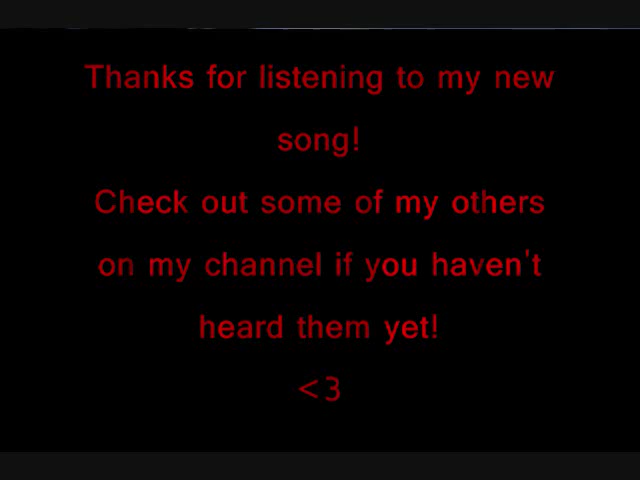 Thanks for listening to my new
song!
Check out some of my others
on my channel if you haven't
heard them yet!
<3